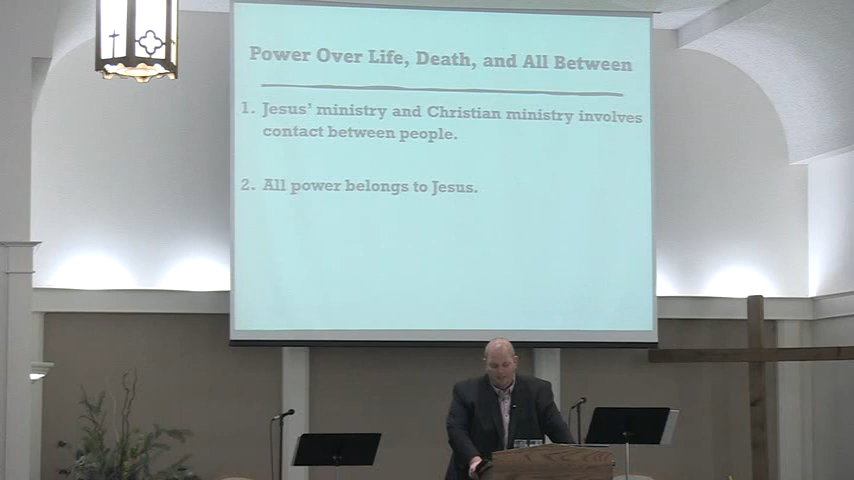 Power Over Life, Death, and All Between
1. Jesus’ ministry and Christian ministry involves
contact between people.
2. All power belongs to Jesus.